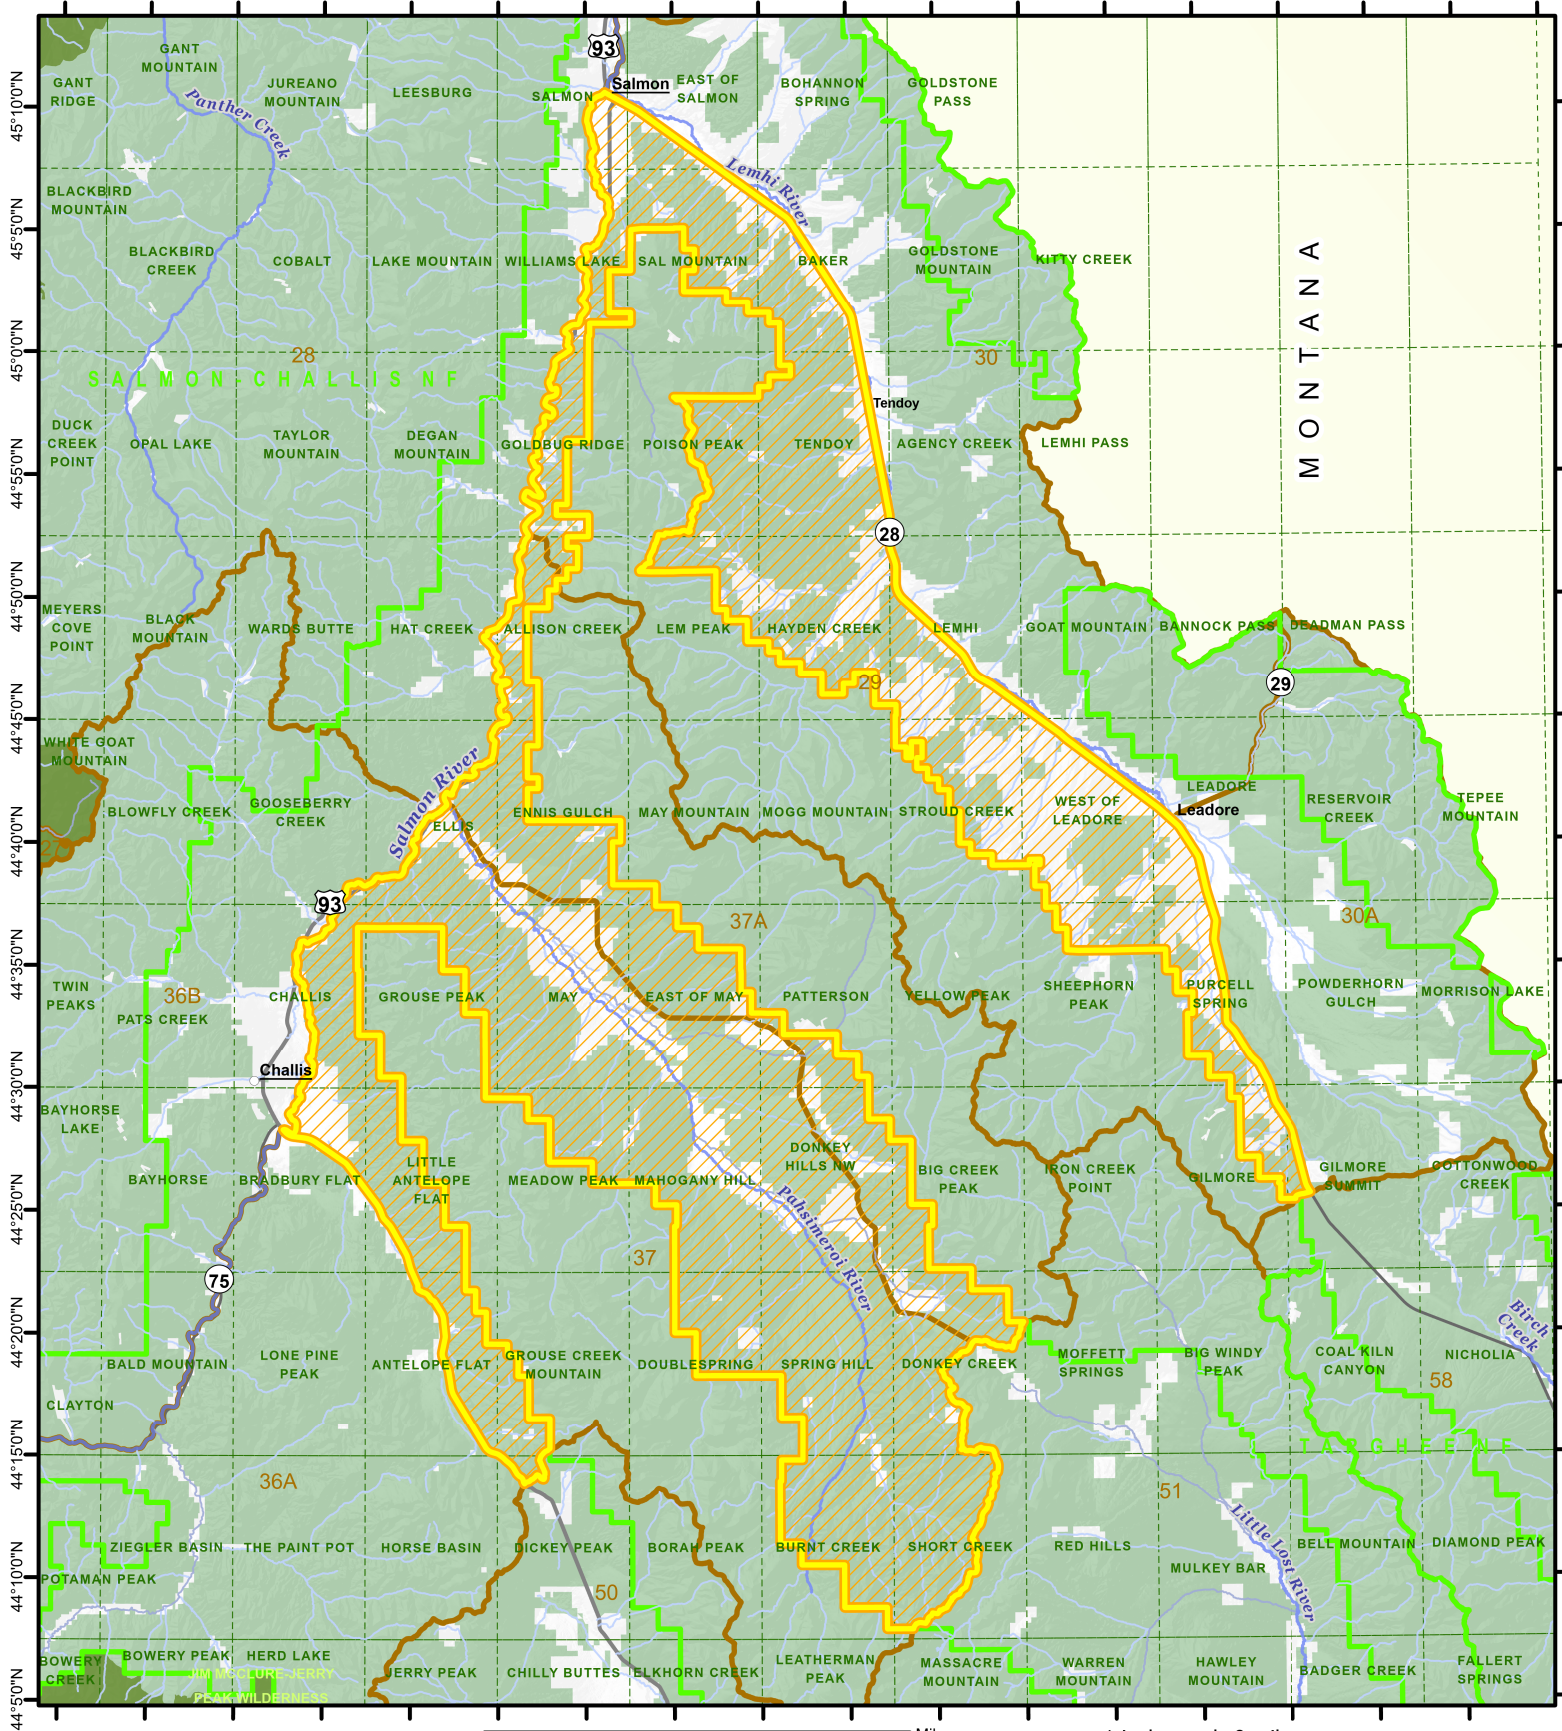 93
Salmon
GANT
MOUNTAIN
GANT
RIDGE
JUREANO
MOUNTAIN
LEESBURG
SALMON
EAST OF
SALMON
BOHANNON
SPRING
GOLDSTONE
PASS
Panther Creek
45°10'0"N
Lemhi River
BLACKBIRD
MOUNTAIN
45°5'0"N
BLACKBIRD
CREEK
COBALT
LAKE MOUNTAIN
WILLIAMS LAKE
SAL MOUNTAIN
BAKER
GOLDSTONE
MOUNTAIN
KITTY CREEK
MONTANA
45°0'0"N
28
30
SALMON-CHALLIS NF
Tendoy
DUCK
CREEK
POINT
OPAL LAKE
TAYLOR
MOUNTAIN
DEGAN
MOUNTAIN
GOLDBUG RIDGE
POISON PEAK
TENDOY
AGENCY CREEK
LEMHI PASS
44°55'0"N
28
44°50'0"N
MEYERS
COVE
POINT
BLACK
MOUNTAIN
WARDS BUTTE
HAT CREEK
ALLISON CREEK
LEM PEAK
HAYDEN CREEK
LEMHI
GOAT MOUNTAIN
BANNOCK PASS
DEADMAN PASS
29
29
44°45'0"N
WHITE GOAT
MOUNTAIN
Salmon River
BLOWFLY CREEK
GOOSEBERRY
CREEK
ELLIS
ENNIS GULCH
MAY MOUNTAIN
MOGG MOUNTAIN
STROUD CREEK
WEST OF
LEADORE
LEADORE
Leadore
RESERVOIR
CREEK
TEPEE
MOUNTAIN
44°40'0"N
27
93
37A
30A
44°35'0"N
TWIN
PEAKS
36B
PATS CREEK
CHALLIS
GROUSE PEAK
MAY
EAST OF MAY
PATTERSON
YELLOW PEAK
SHEEPHORN
PEAK
PURCELL
SPRING
POWDERHORN
GULCH
MORRISON LAKE
Challis
44°30'0"N
BAYHORSE
LAKE
BAYHORSE
BRADBURY FLAT
LITTLE
ANTELOPE
FLAT
MEADOW PEAK
MAHOGANY HILL
DONKEY
HILLS NW
BIG CREEK
PEAK
IRON CREEK
POINT
GILMORE
GILMORE
SUMMIT
COTTONWOOD
CREEK
44°25'0"N
Pahsimeroi River
37
75
Birch
Creek
44°20'0"N
BALD MOUNTAIN
LONE PINE
PEAK
ANTELOPE FLAT
GROUSE CREEK
MOUNTAIN
DOUBLESPRING
SPRING HILL
DONKEY CREEK
MOFFETT
SPRINGS
BIG WINDY
PEAK
COAL KILN
CANYON
NICHOLIA
58
CLAYTON
44°15'0"N
TARGHEE NF
36A
51
Little Lost River
ZIEGLER BASIN
THE PAINT POT
HORSE BASIN
DICKEY PEAK
BORAH PEAK
BURNT CREEK
SHORT CREEK
RED HILLS
MULKEY BAR
BELL MOUNTAIN
DIAMOND PEAK
44°10'0"N
POTAMAN PEAK
50
BOWERY
CREEK
BOWERY PEAK
HERD LAKE
JIM MCCLURE-JERRY
PEAK WILDERNESS
JERRY PEAK
CHILLY BUTTES
ELKHORN CREEK
LEATHERMAN
PEAK
MASSACRE
MOUNTAIN
WARREN
MOUNTAIN
HAWLEY
MOUNTAIN
BADGER CREEK
FALLERT
SPRINGS
44°5'0"N